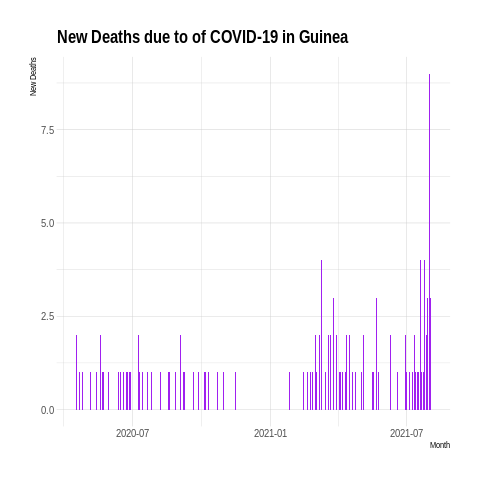 New Deaths due to of COVID-19 in Guinea
New Deaths
7.5
5.0
2.5
0.0
2020-07 2021-01 2021-07
Month